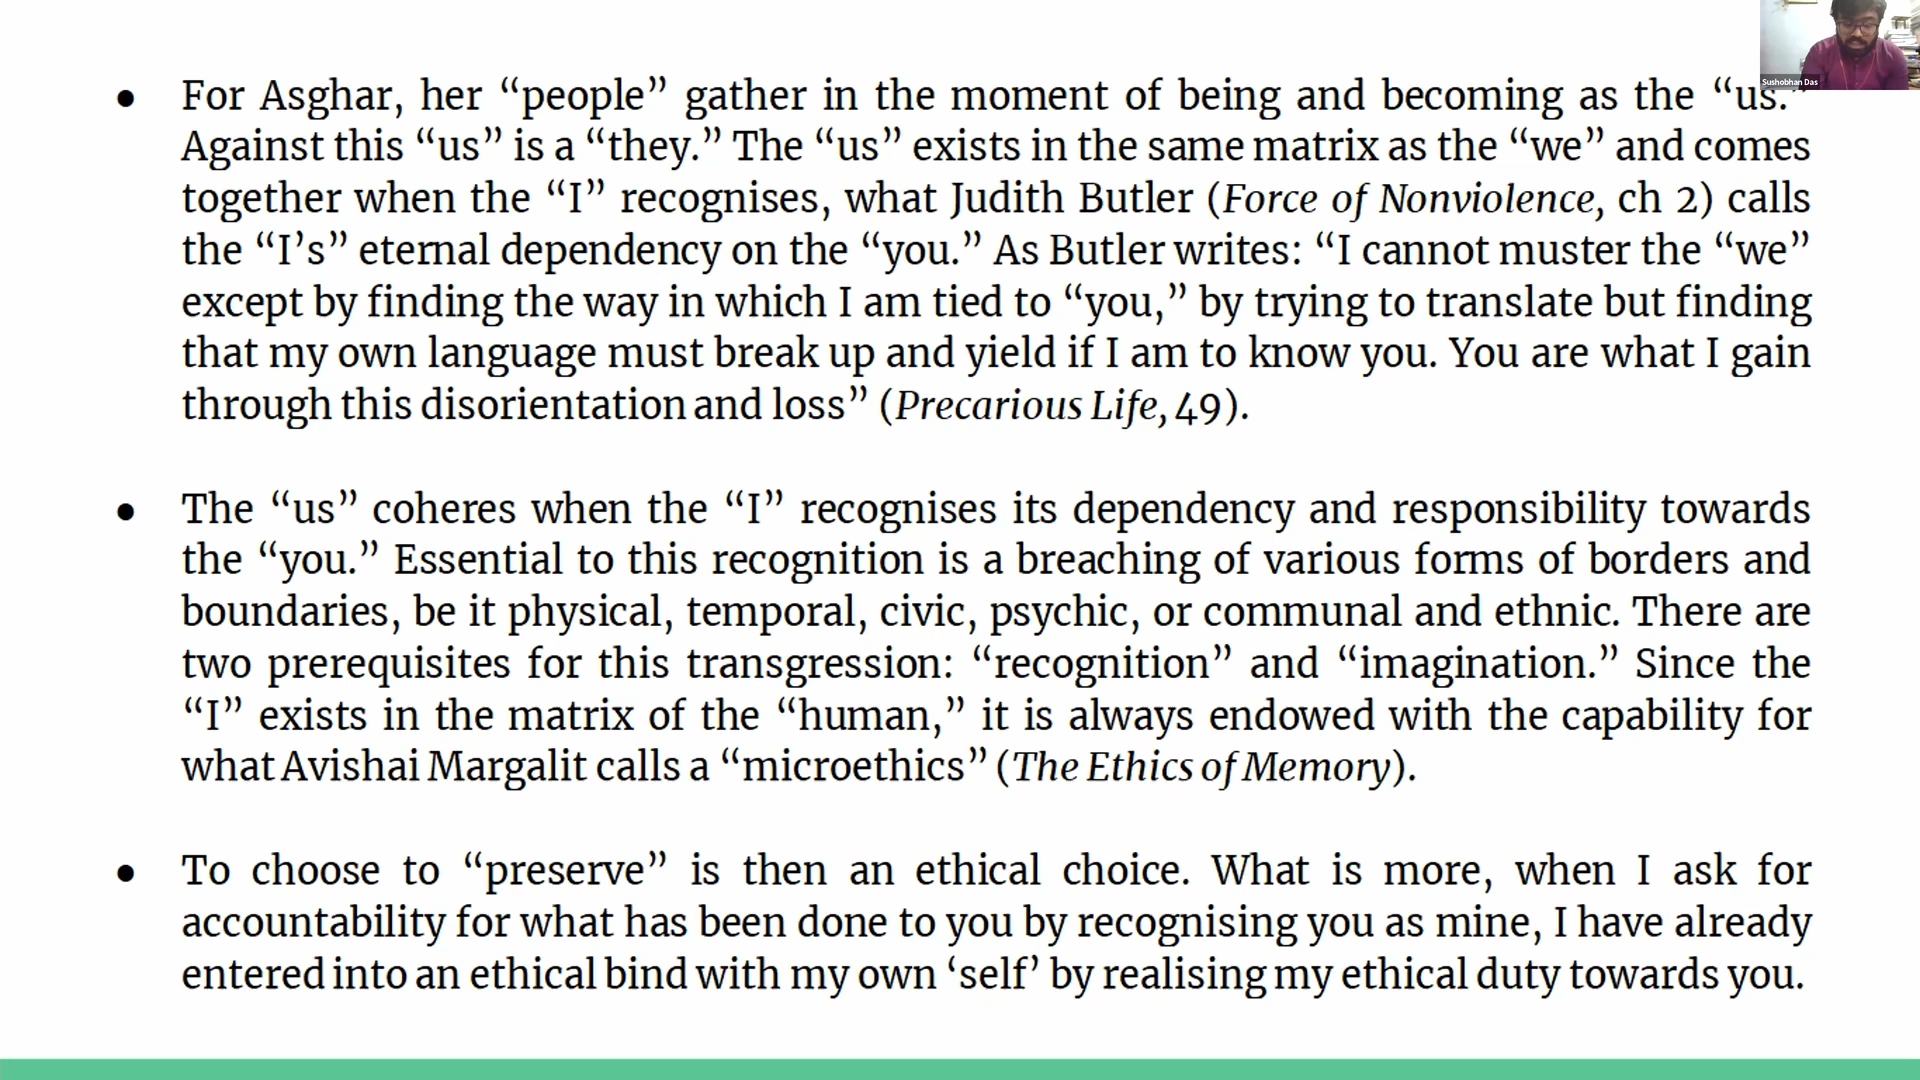 Sushobhan Das
● For Asghar, her “people” gather in the moment of being and becoming as the “us.”
Against this “us” is a “they.” The “us” exists in the same matrix as the “we” and comes
together when the “I” recognises, what Judith Butler (Force of Nonviolence, ch 2) calls
the “I’s” eternal dependency on the “you.” As Butler writes: “I cannot muster the “we”
except by finding the way in which I am tied to “you,” by trying to translate but finding
that my own language must break up and yield if I am to know you. You are what I gain
through this disorientation and loss” (Precarious Life, 49).
● The “us” coheres when the “I” recognises its dependency and responsibility towards
the “you.” Essential to this recognition is a breaching of various forms of borders and
boundaries, be it physical, temporal, civic, psychic, or communal and ethnic. There are
two prerequisites for this transgression: “recognition” and “imagination.” Since the
“I” exists in the matrix of the “human,” it is always endowed with the capability for
what Avishai Margalit calls a “microethics” (The Ethics of Memory).
● To choose to “preserve” is then an ethical choice. What is more, when I ask for
accountability for what has been done to you by recognising you as mine, I have already
entered into an ethical bind with my own ‘self’ by realising my ethical duty towards you.